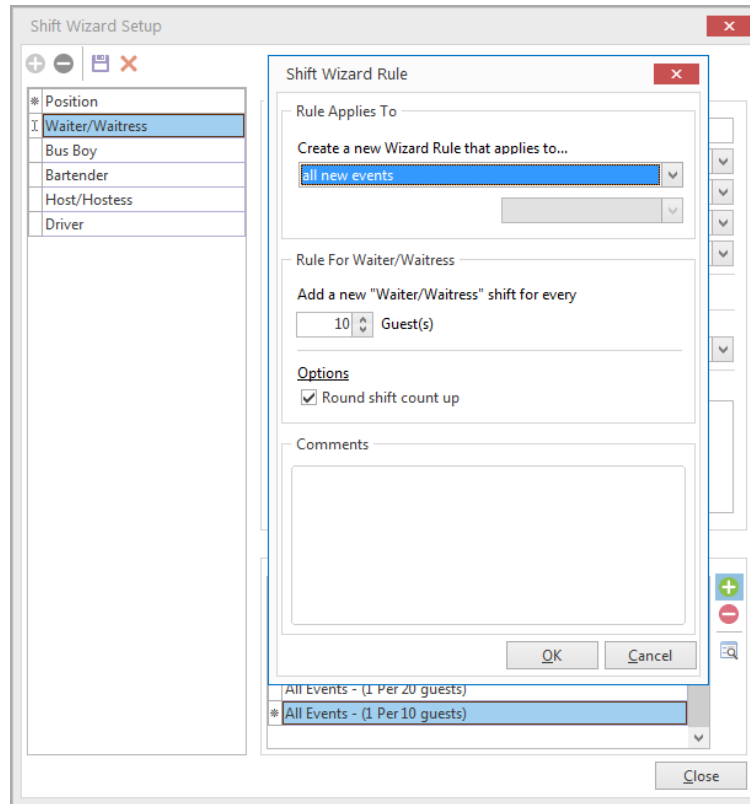 Shift Wizard Setup
Position
Waiter/Waitress
Bus Boy
Bartender
Host/Hostess
Driver
Shift Wizard Rule
Rule Applies To
Create a new Wizard Rule that applies to...
all new events
Rule For Waiter/Waitress
Add a new "Waiter/Waitress" shift for every
10 Guest(s)
Options
Round shift count up
Comments
OK Cancel
All Events - (1 Per 20 guests)
All Events - (1 Per 10 guests)
Close